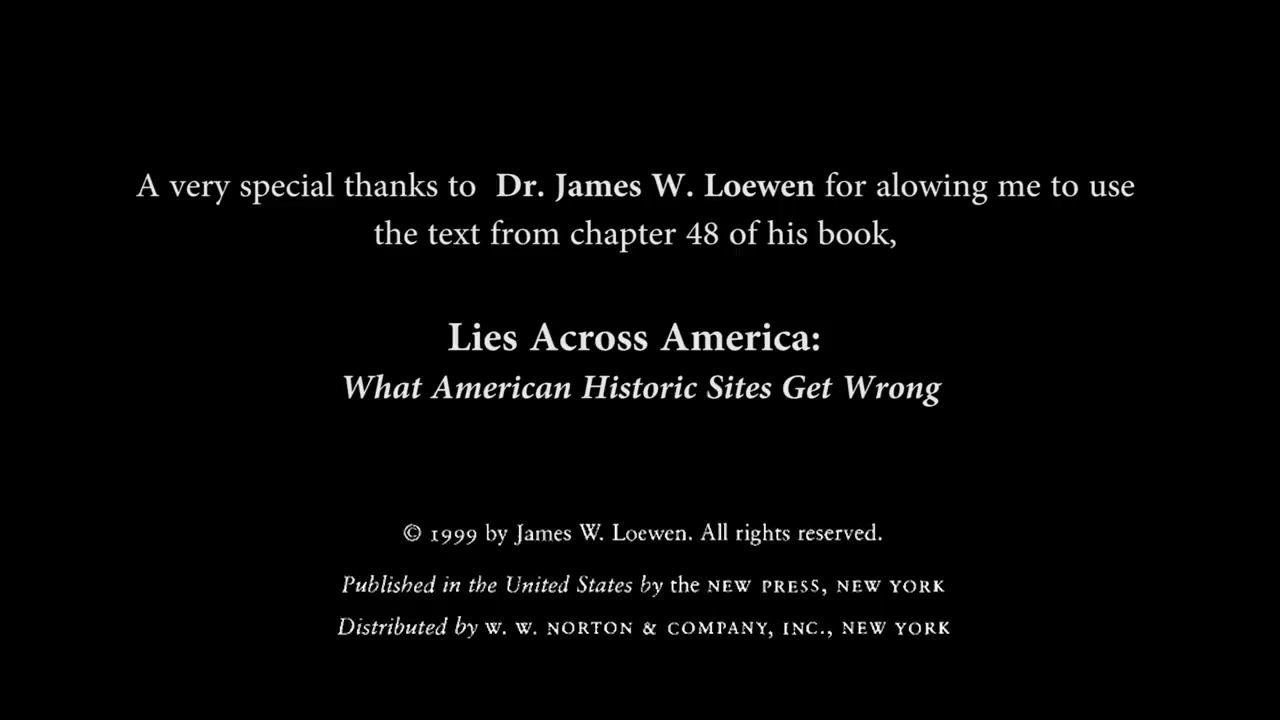 A very special thanks to Dr. James W. Loewen for alowing me to use
the text from chapter 48 of his book,
Lies Across America:
What American Historic Sites Get Wrong
© 1999 by James W. Loewen. All rights reserved.
Published in the United States by the NEW PRESS, NEW YORK
Distributed by W. W. NORTON & COMPANY, INC., NEW YORK